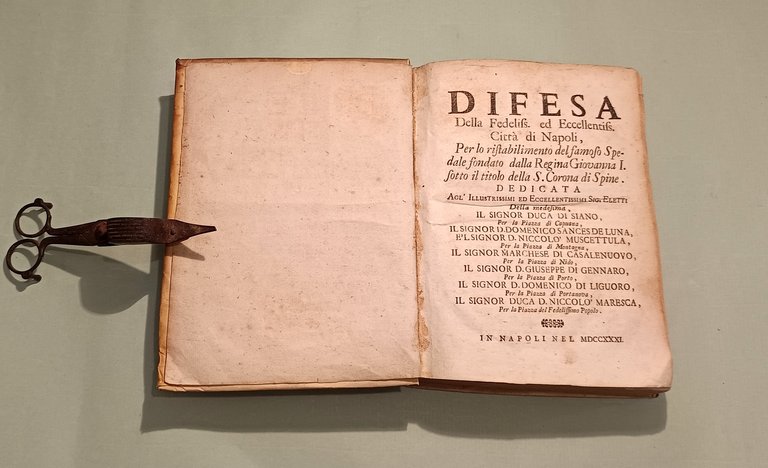 DIFESA
Della Fedeliſſ. ed Eccellentiſſ.
Città di Napoli,
Per lo riſtabilimento del famoſo Spe-
dale fondato dalla Regina Giovanna I.
ſotto il titolo della S. Corona di Spine.
DEDICATA
AGL' ILLUSTRISSIMI ED ECCELLENTISSIMI SIG. ELETTI
Della medeſima,
IL SIGNOR DUCA DI SIANO,
Per la Piazza di Capuana,
IL SIGNOR D. DOMENICO SANCES DE LUNA,
E'L SIGNOR D. NICCOLO' MUSCETTULA,
Per la Piazza di Montagna,
IL SIGNOR MARCHESE DI CASALENUOVO,
Per la Piazza di Nido,
IL SIGNOR D. GIUSEPPE DI GENNARO,
Per la Piazza di Porto,
IL SIGNOR D. DOMENICO DI LIGUORO,
Per la Piazza di Portanova,
IL SIGNOR DUCA D. NICCOLO' MARESCA,
Per la Piazza del Fedeliſſimo Popolo.
IN NAPOLI NEL MDCCXXXI.